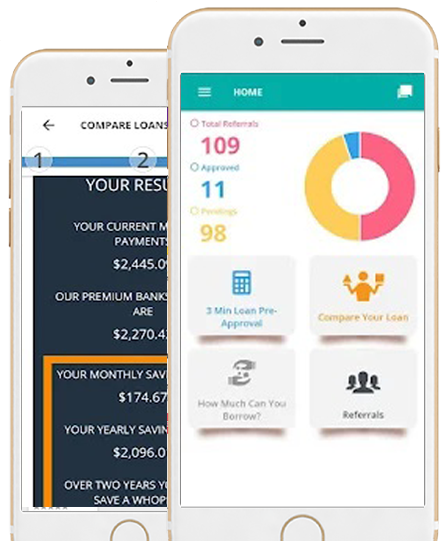 COMPARE LOANS
1
2
YOUR RESU
YOUR CURRENT M
PAYMENT
$2,445.0
OUR PREMIUM BANKS
ARE
$2,270.4
YOUR MONTHLY SAV
$174.67
YOUR YEARLY SAVIN
$2,096.0
OVER TWO YEARS Y
SAVE A WHOP
HOME
Total Referrals
109
Approved
11
Pendings
98
3 Min Loan Pre-
Approval
Compare Your Loan
How Much Can You
Borrow?
Referrals